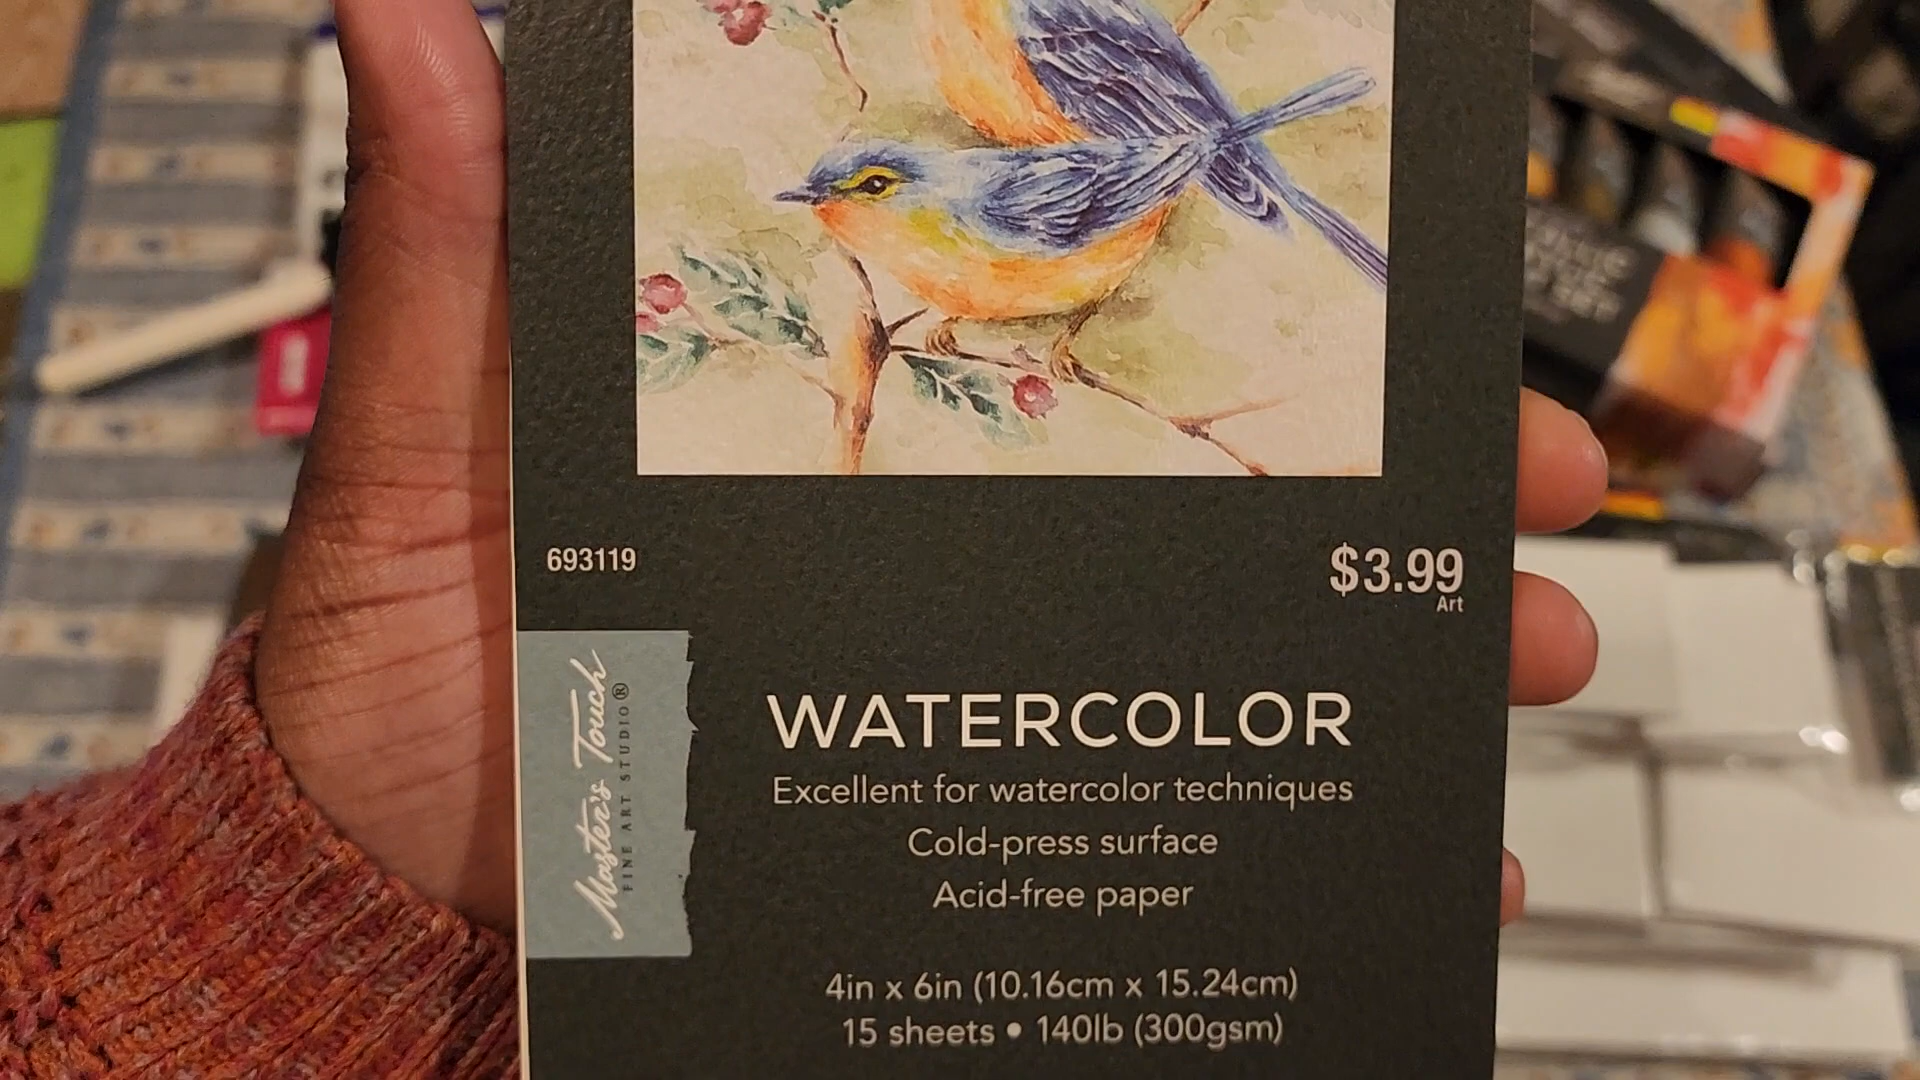 693119
$3.99
Art
Master's Touch
FINE ART STUDIO®
WATERCOLOR
Excellent for watercolor techniques
Cold-press surface
Acid-free paper
4in x 6in (10.16cm x 15.24cm)
15 sheets • 140lb (300gsm)